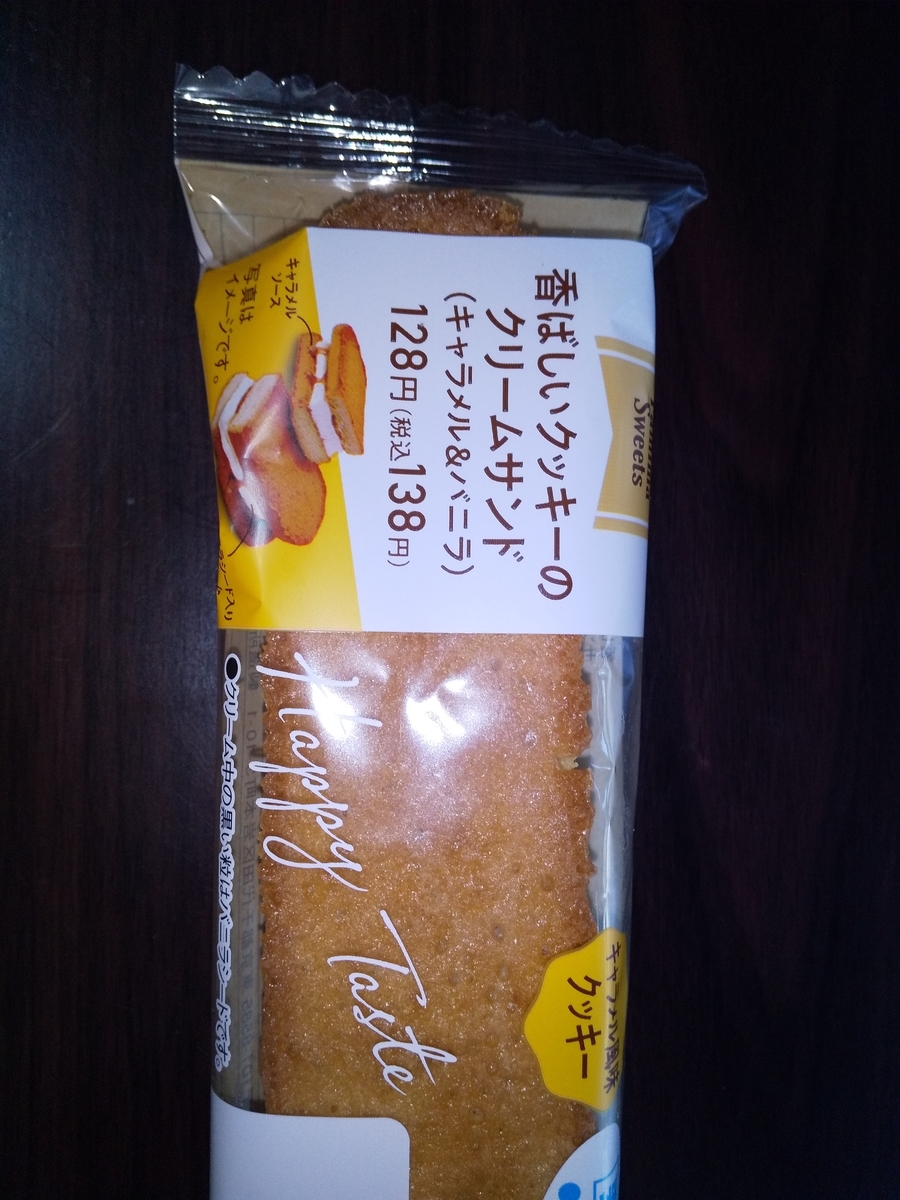 Sweets
香ばしいクッキーの
クリームサンド
(キャラメル&バニラ)
128円(税込138円)
キャラメル
ソース
写真は
イメージです。
Happy Taste
キャラメル風味
クッキー
●クリーム中の黒い粒はバニラシードです。